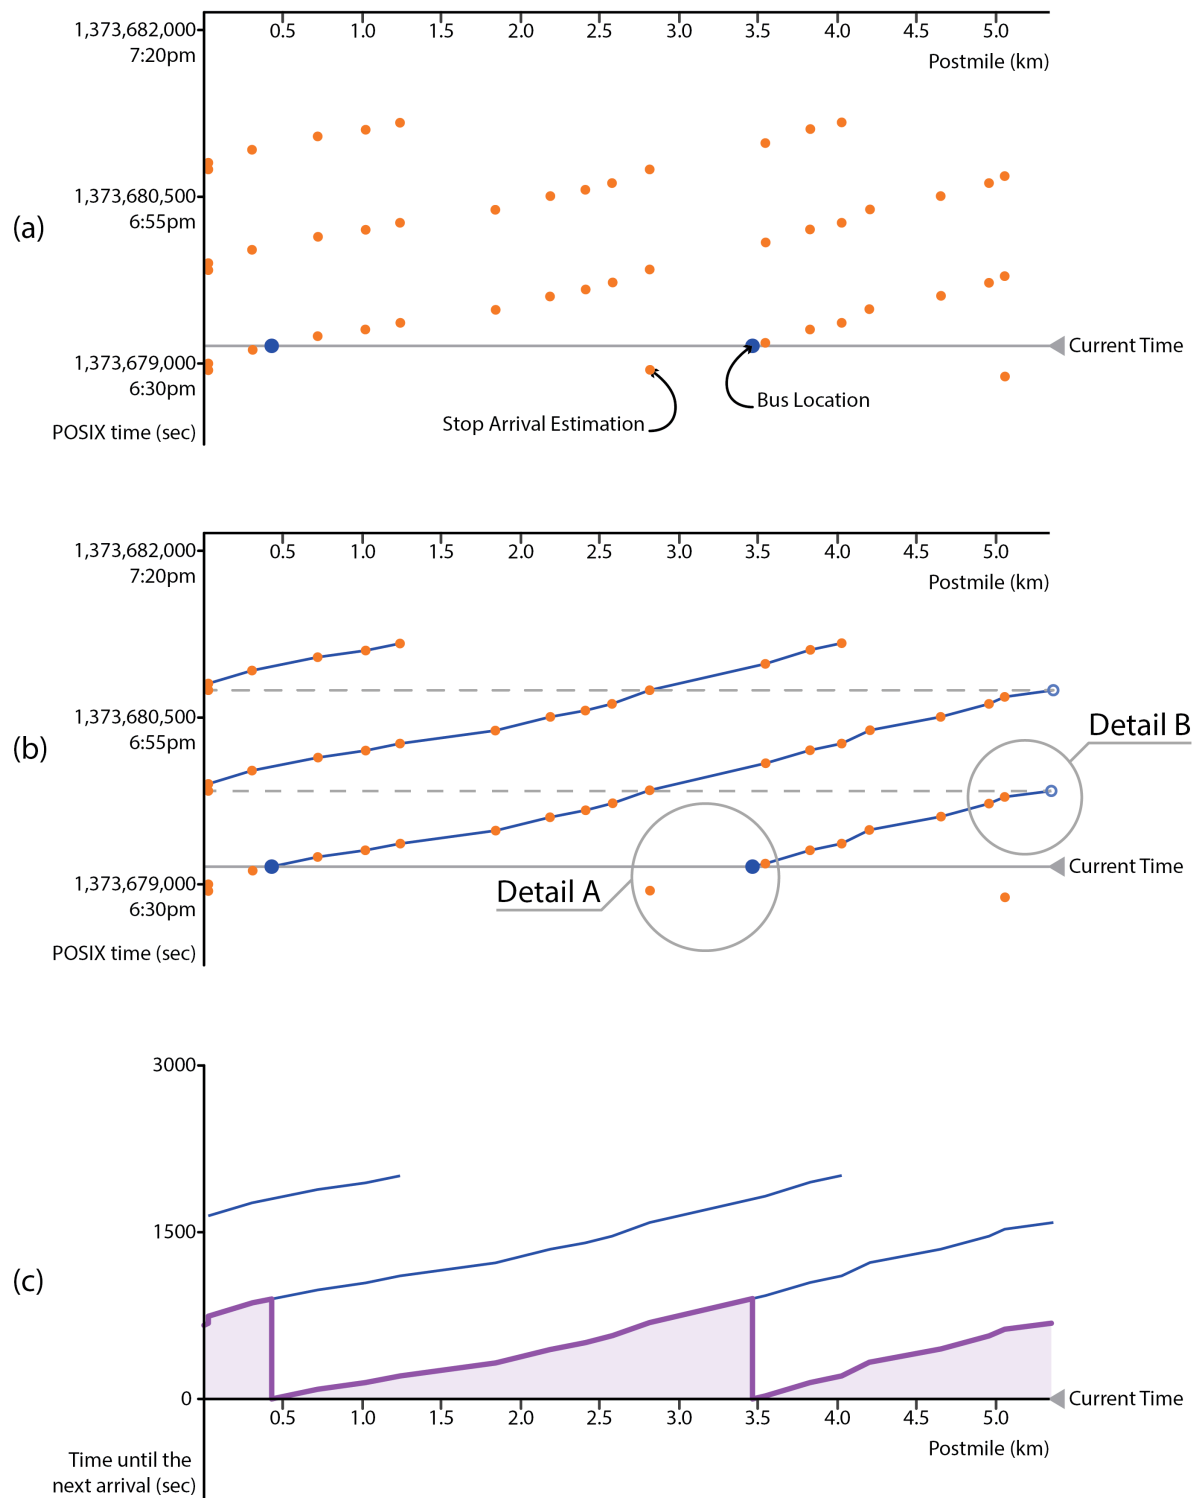 1,373,682,000
7:20pm
0.5 1.0 1.5 2.0 2.5 3.0 3.5 4.0 4.5 5.0
Postmile (km)
1,373,680,500
6:55pm
(a)
Current Time
1,373,679,000
6:30pm
Bus Location
Stop Arrival Estimation
POSIX time (sec)
1,373,682,000
7:20pm
0.5 1.0 1.5 2.0 2.5 3.0 3.5 4.0 4.5 5.0
Postmile (km)
1,373,680,500
6:55pm
Detail B
(b)
Current Time
1,373,679,000
6:30pm
Detail A
POSIX time (sec)
3000
1500
(c)
0
Current Time
0.5 1.0 1.5 2.0 2.5 3.0 3.5 4.0 4.5 5.0
Postmile (km)
Time until the
next arrival (sec)